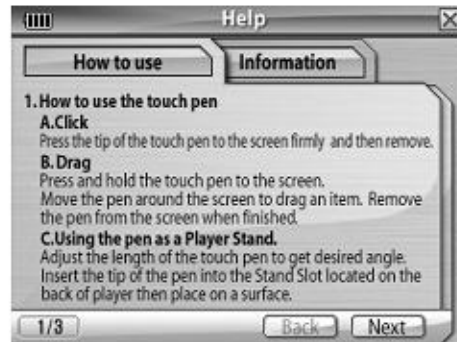 Help
How to use
Information
1.How to use the touch pen
A.Click
Press the tip of the touch pen to the screen firmly and then remove.
B.Drag
Press and hold the touch pen to the screen.
Move the pen around the screen to drag an item. Remove
the pen from the screen when finished.
C.Using the pen as a Player Stand.
Adjust the length of the touch pen to get desired angle.
Insert the tip of the pen into the Stand Slot located on the
back of player then place on a surface.
1/3
Back
Next